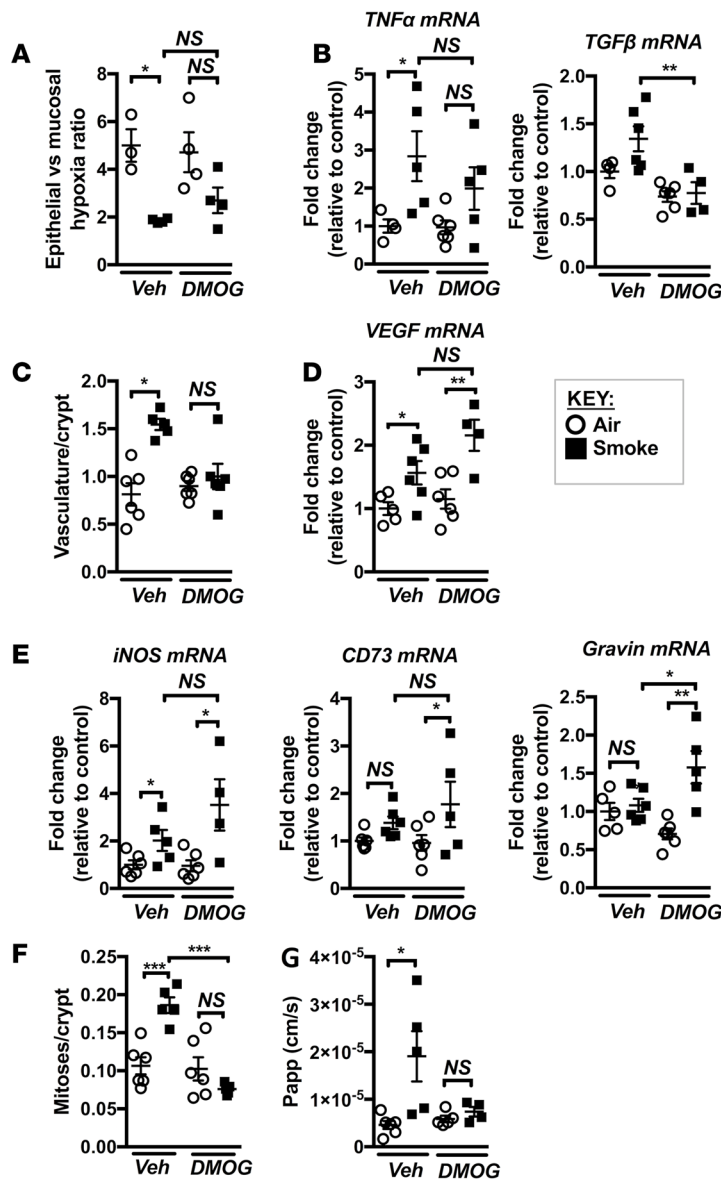 A
NS
*
NS
Epithelial vs mucosal
hypoxia ratio
8
6
4
2
0
Veh
DMOG
B
TNFα mRNA
NS
*
NS
Fold change
(relative to control)
5
4
3
2
1
0
Veh
DMOG
TGFβ mRNA
**
Fold change
(relative to control)
2.0
1.5
1.0
0.5
0.0
Veh
DMOG
C
*
NS
Vasculature/crypt
2.0
1.5
1.0
0.5
0.0
Veh
DMOG
D
VEGF mRNA
NS
*
**
Fold change
(relative to control)
3
2
1
0
Veh
DMOG
KEY:
Air
Smoke
E
iNOS mRNA
NS
*
*
Fold change
(relative to control)
8
6
4
2
0
Veh
DMOG
CD73 mRNA
NS
NS
*
Fold change
(relative to control)
4
3
2
1
0
Veh
DMOG
Gravin mRNA
*
NS
**
Fold change
(relative to control)
2.5
2.0
1.5
1.0
0.5
0.0
Veh
DMOG
F
***
***
NS
Mitoses/crypt
0.25
0.20
0.15
0.10
0.05
0.00
Veh
DMOG
G
*
NS
Papp (cm/s)
4×10-5
3×10-5
2×10-5
1×10-5
0
Veh
DMOG